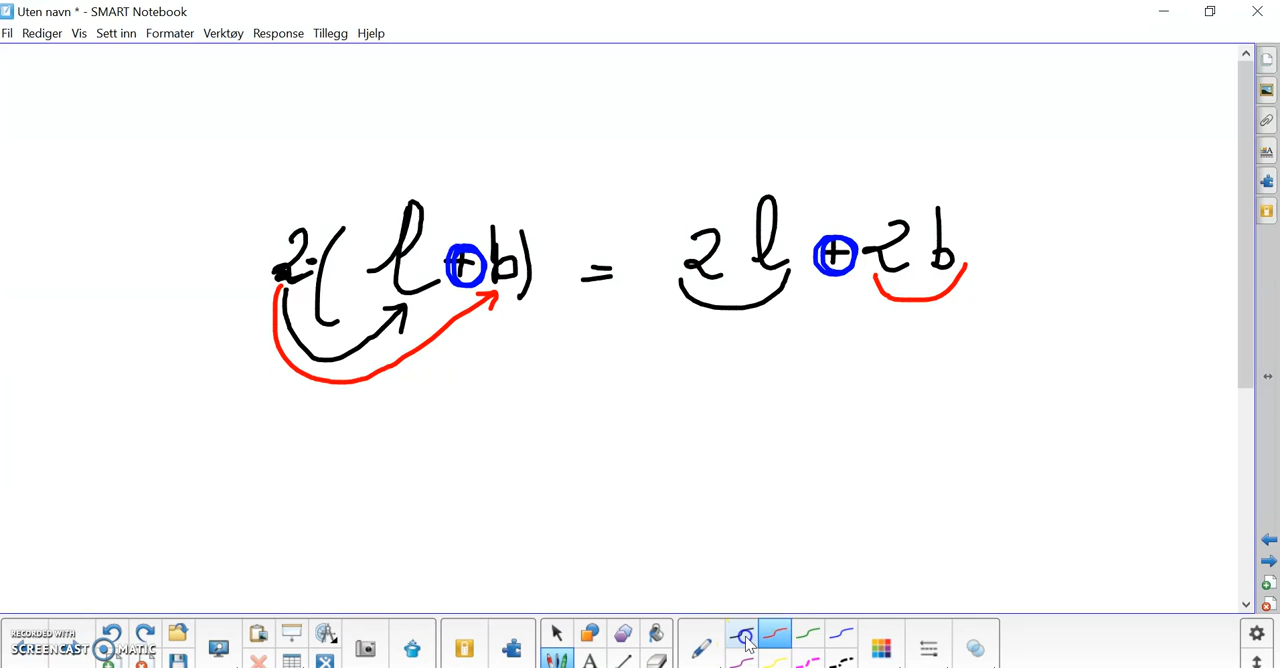 Uten navn * - SMART Notebook
Fil Rediger Vis Sett inn Formater Verktøy Response Tillegg Hjelp
2·(l+b) = 2l+2b
RECORDED WITH
SCREENCAST MATIC